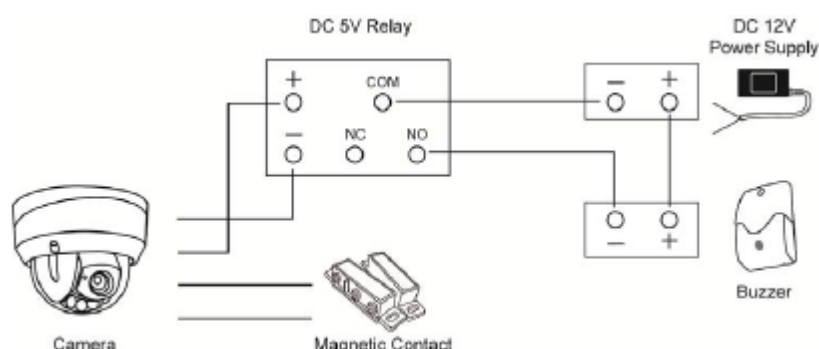 DC 5V Relay
DC 12V
Power Supply
+
COM
− +
− NC NO
− +
Buzzer
Camera
Magnetic Contact